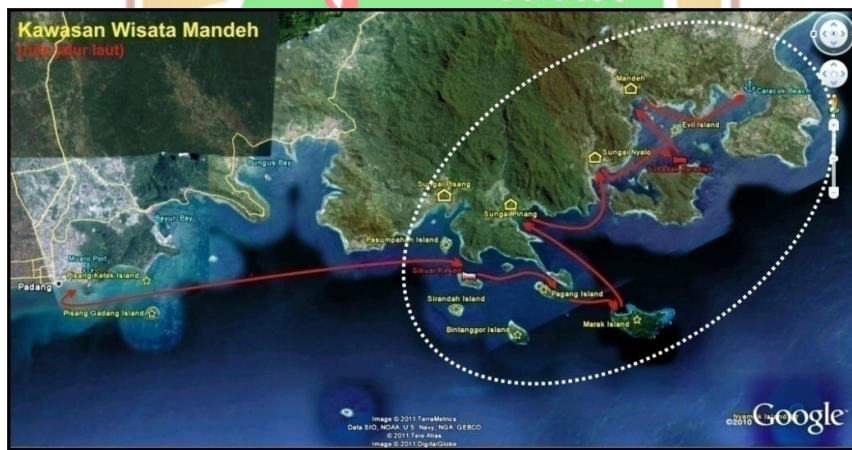 Kawasan Wisata Mandeh
Mandeh
Caracok Beach
Evil Island
Bungus Bay
Sungai Nyalo
Sungai Pisang
Sungai Pinang
Bayur Bay
Pasumpahan Island
Muaro Port
Pisang Ketek Island
Sikuai Resort
Padang
Pagang Island
Sirandah Island
Pisang Gadang Island
Marak Island
Bintanggor Island
Image © 2011 TerraMetrics
Data SIO, NOAA, U.S. Navy, NGA, GEBCO
© 2011 Tele Atlas
Image © 2011 DigitalGlobe
©2010 Google